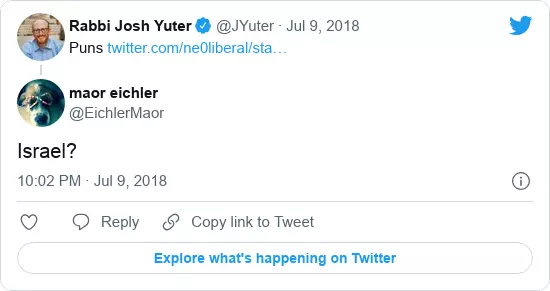 Rabbi Josh Yuter @JYuter · Jul 9, 2018
Puns twitter.com/ne0liberal/sta…
maor eichler
@EichlerMaor
Israel?
10:02 PM · Jul 9, 2018
Reply Copy link to Tweet
Explore what's happening on Twitter